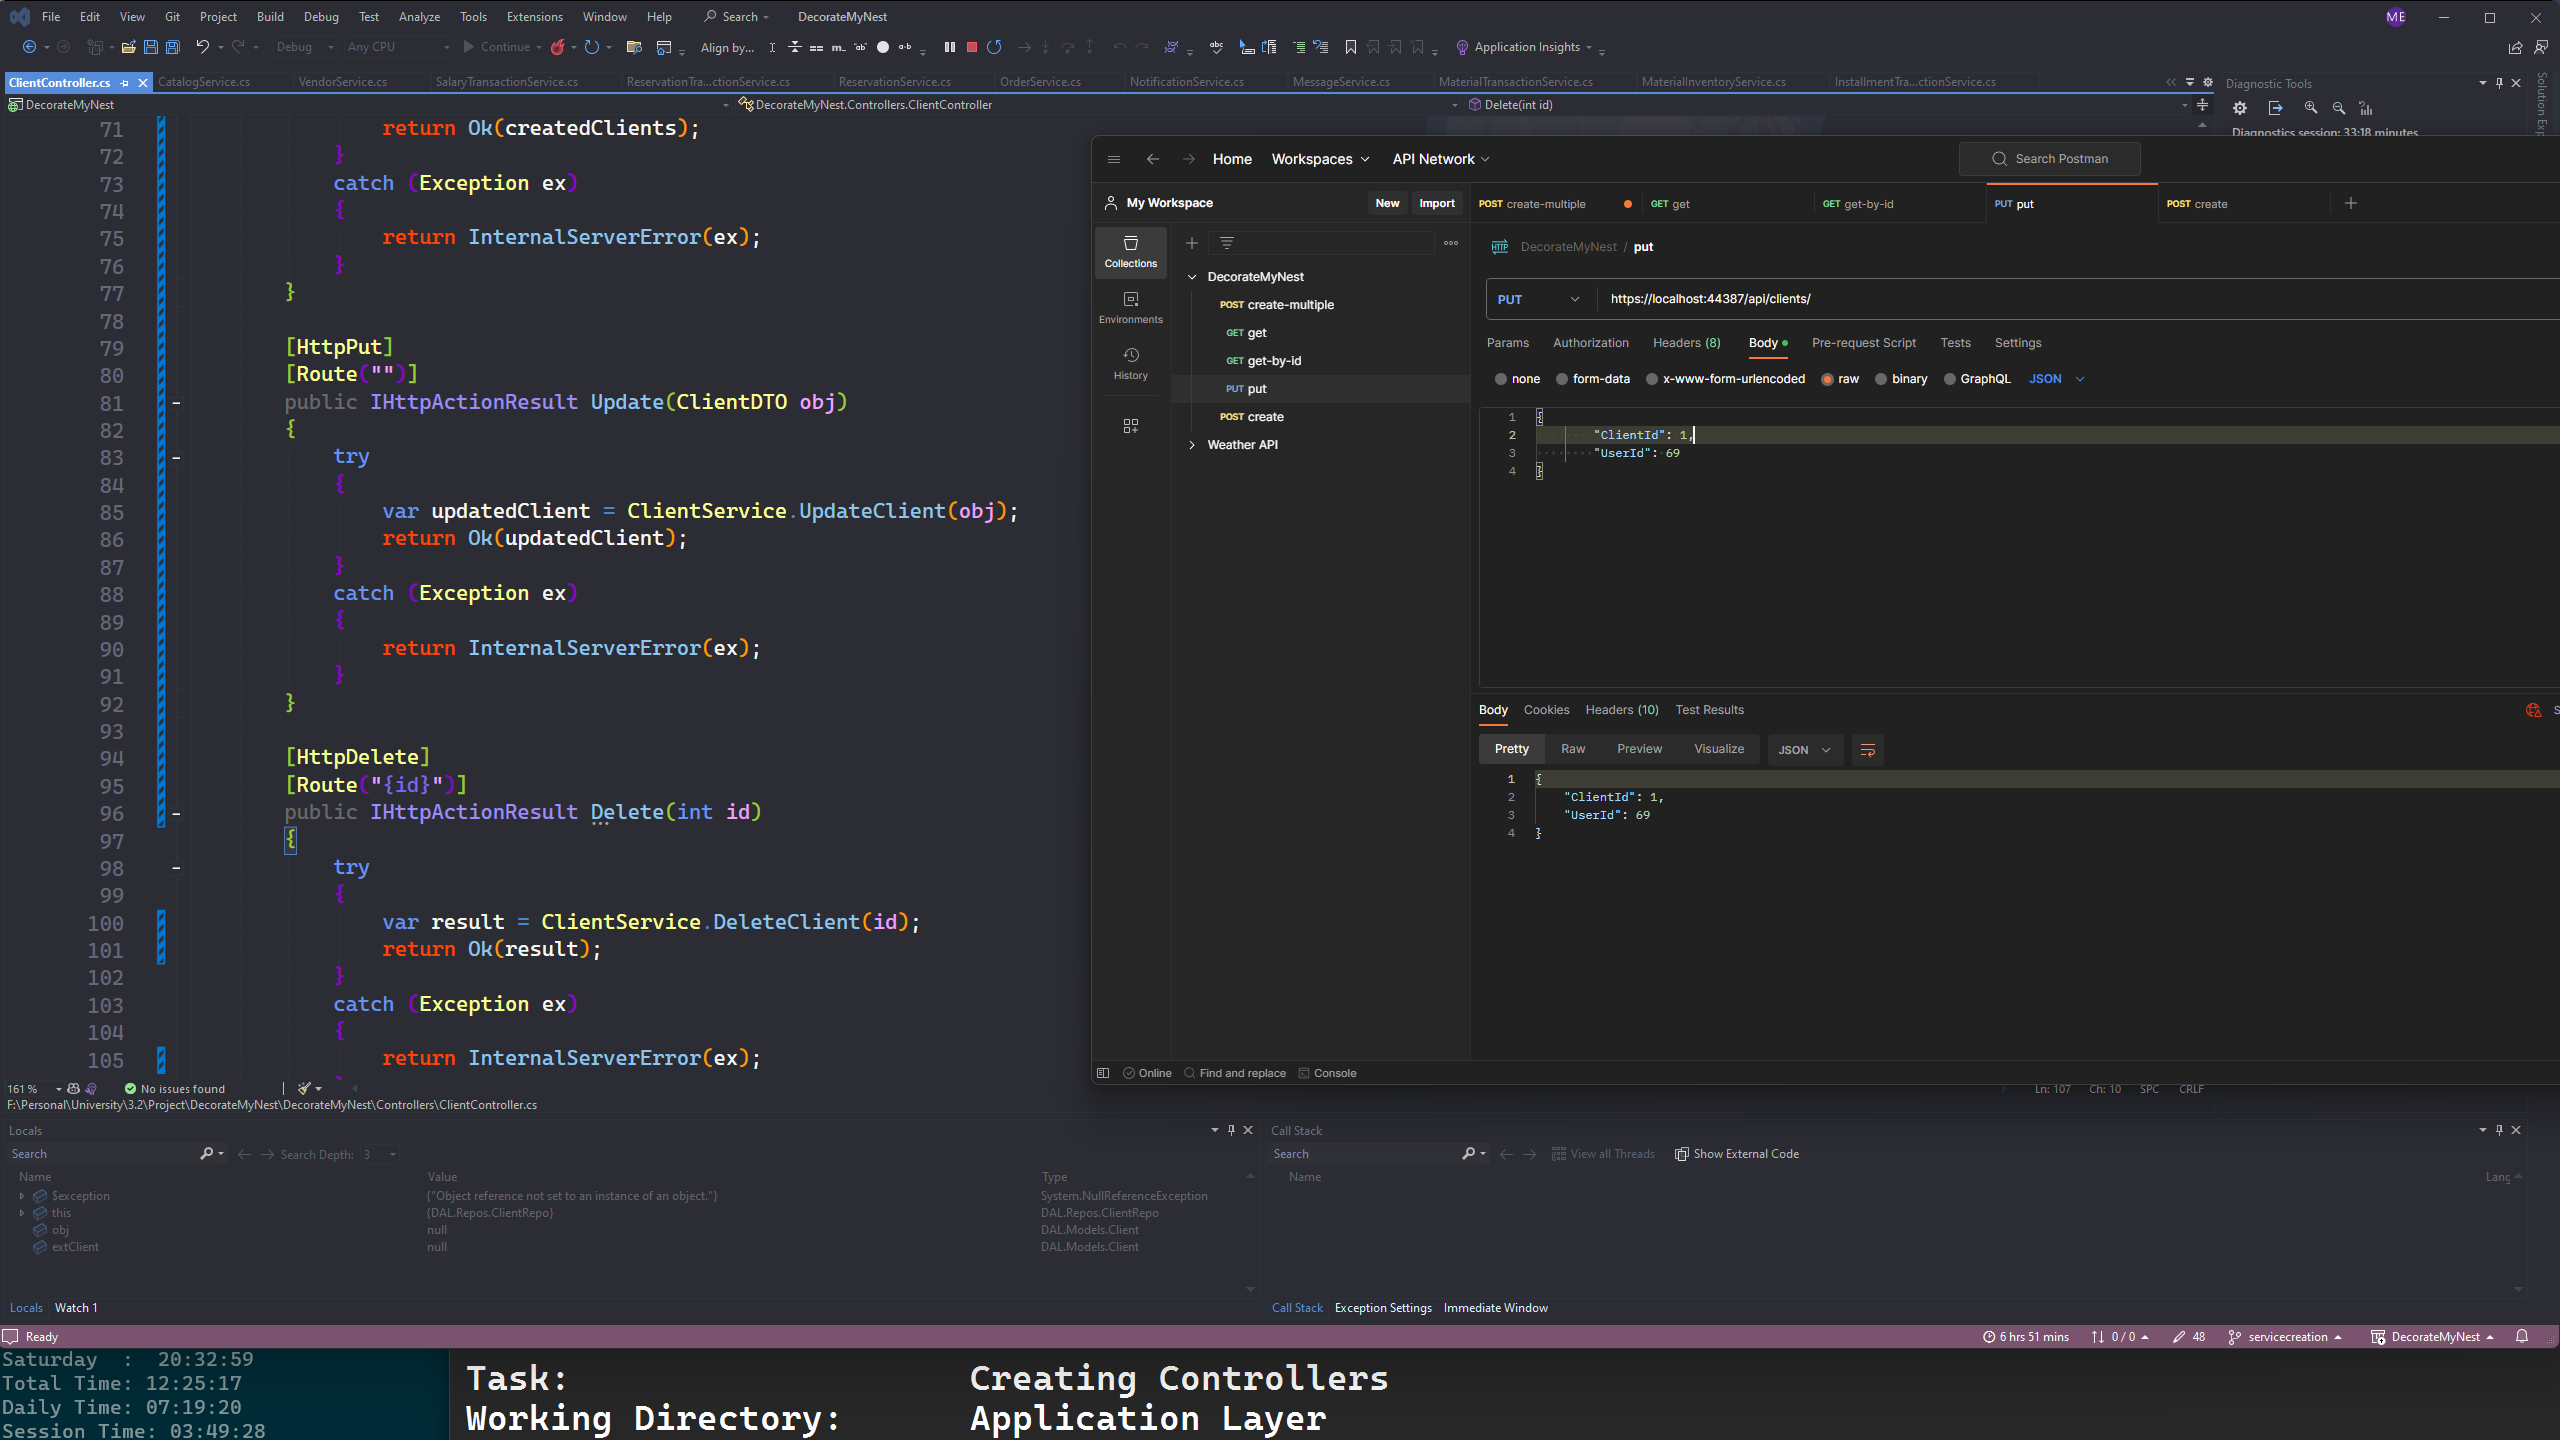 File Edit View Git Project Build Debug Test Analyze Tools Extensions Window Help Search DecorateMyNest ME
Debug Any CPU Continue Align by... Application Insights
ClientController.cs CatalogService.cs VendorService.cs SalaryTransactionService.cs ReservationTra...ctionService.cs ReservationService.cs OrderService.cs NotificationService.cs MessageService.cs MaterialTransactionService.cs MaterialInventoryService.cs InstallmentTra...ctionService.cs
DecorateMyNest DecorateMyNest.Controllers.ClientController Delete(int id)
Diagnostic Tools
Diagnostics session: 33:18 minutes
Solution Exp
71 return Ok(createdClients);
72 }
73 catch (Exception ex)
74 {
75 return InternalServerError(ex);
76 }
77 }
78
79 [HttpPut]
80 [Route("")]
81 public IHttpActionResult Update(ClientDTO obj)
82 {
83 try
84 {
85 var updatedClient = ClientService.UpdateClient(obj);
86 return Ok(updatedClient);
87 }
88 catch (Exception ex)
89 {
90 return InternalServerError(ex);
91 }
92 }
93
94 [HttpDelete]
95 [Route("{id}")]
96 public IHttpActionResult Delete(int id)
97 {
98 try
99 {
100 var result = ClientService.DeleteClient(id);
101 return Ok(result);
102 }
103 catch (Exception ex)
104 {
105 return InternalServerError(ex);
161 % No issues found
Ln: 107 Ch: 10 SPC CRLF
F:\Personal\University\3.2\Project\DecorateMyNest\DecorateMyNest\Controllers\ClientController.cs
Home Workspaces API Network Search Postman
My Workspace New Import
POST create-multiple GET get GET get-by-id PUT put POST create
Collections
Environments
History
DecorateMyNest
POST create-multiple
GET get
GET get-by-id
PUT put
POST create
Weather API
HTTP DecorateMyNest / put
PUT https://localhost:44387/api/clients/
Params Authorization Headers (8) Body Pre-request Script Tests Settings
none form-data x-www-form-urlencoded raw binary GraphQL JSON
1 {
2 "ClientId": 1,
3 "UserId": 69
4 }
Body Cookies Headers (10) Test Results S
Pretty Raw Preview Visualize JSON
1 {
2 "ClientId": 1,
3 "UserId": 69
4 }
Online Find and replace Console
Locals
Search Search Depth: 3
Name Value Type
$exception {"Object reference not set to an instance of an object."} System.NullReferenceException
this {DAL.Repos.ClientRepo} DAL.Repos.ClientRepo
obj null DAL.Models.Client
extClient null DAL.Models.Client
Locals Watch 1
Call Stack
Search View all Threads Show External Code
Name Lang
Call Stack Exception Settings Immediate Window
Ready 6 hrs 51 mins 0 / 0 48 servicecreation DecorateMyNest
Saturday : 20:32:59
Total Time: 12:25:17
Daily Time: 07:19:20
Session Time: 03:49:28
Task: Creating Controllers
Working Directory: Application Layer